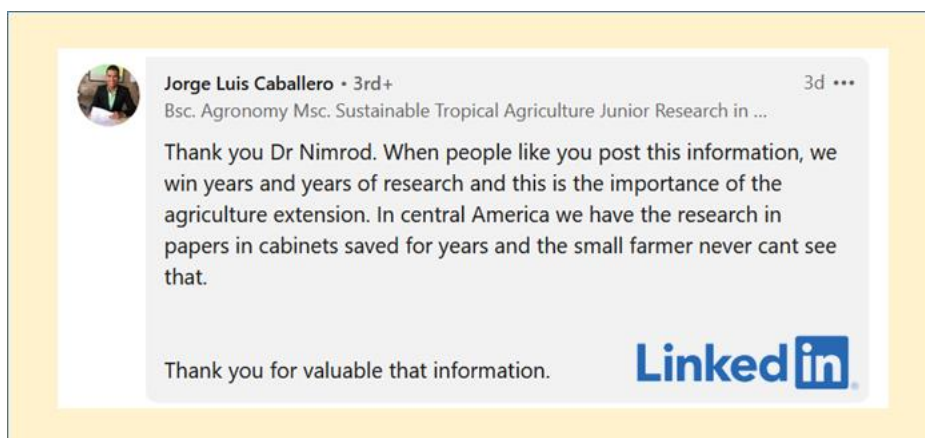 Jorge Luis Caballero • 3rd+ 3d •••
Bsc. Agronomy Msc. Sustainable Tropical Agriculture Junior Research in ...
Thank you Dr Nimrod. When people like you post this information, we
win years and years of research and this is the importance of the
agriculture extension. In central America we have the research in
papers in cabinets saved for years and the small farmer never cant see
that.
Thank you for valuable that information.
Linked in